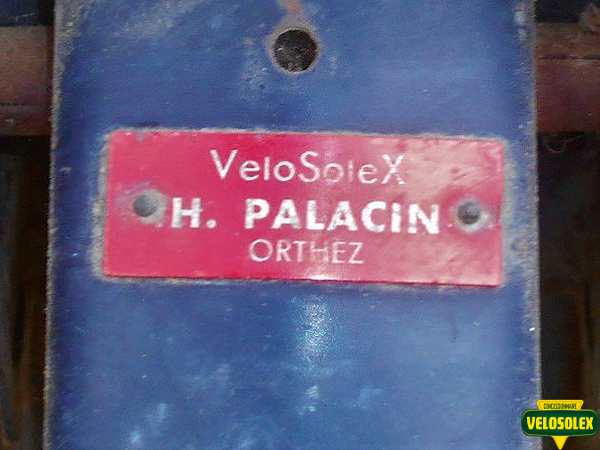 VeloSoleX
H. PALACIN
ORTHEZ
CONCESSIONNAIRE
VELOSOLEX